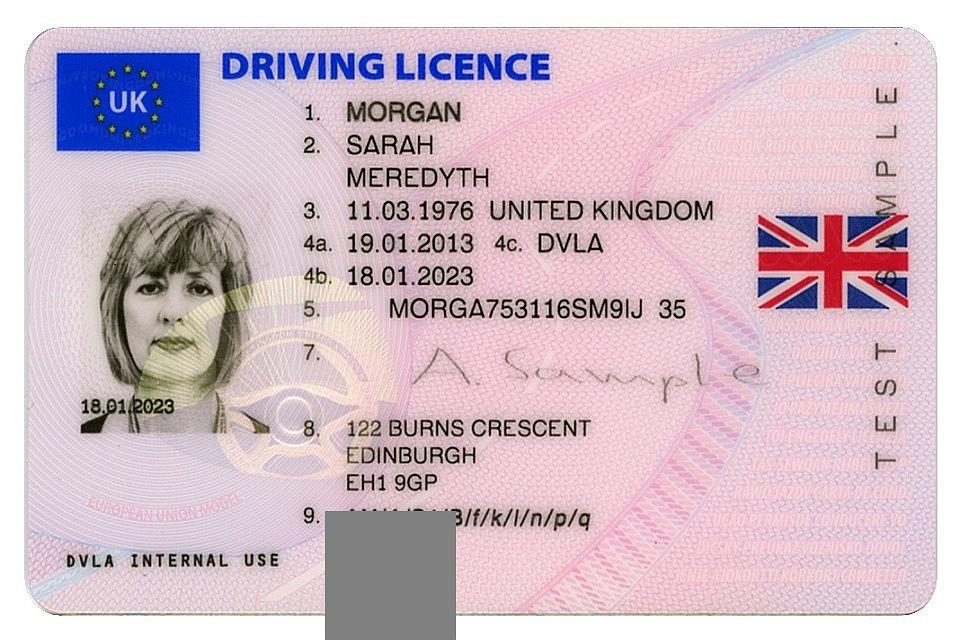 UK
DRIVING LICENCE
1. MORGAN
2. SARAH
MEREDYTH
3. 11.03.1976 UNITED KINGDOM
4a. 19.01.2013 4c. DVLA
4b. 18.01.2023
5. MORGA753116SM9IJ 35
7. A. Sample
18.01.2023
8. 122 BURNS CRESCENT
EDINBURGH
EH1 9GP
EUROPEAN UNION MODEL
9. /f/k/l/n/p/q
DVLA INTERNAL USE
TEST SAMPLE